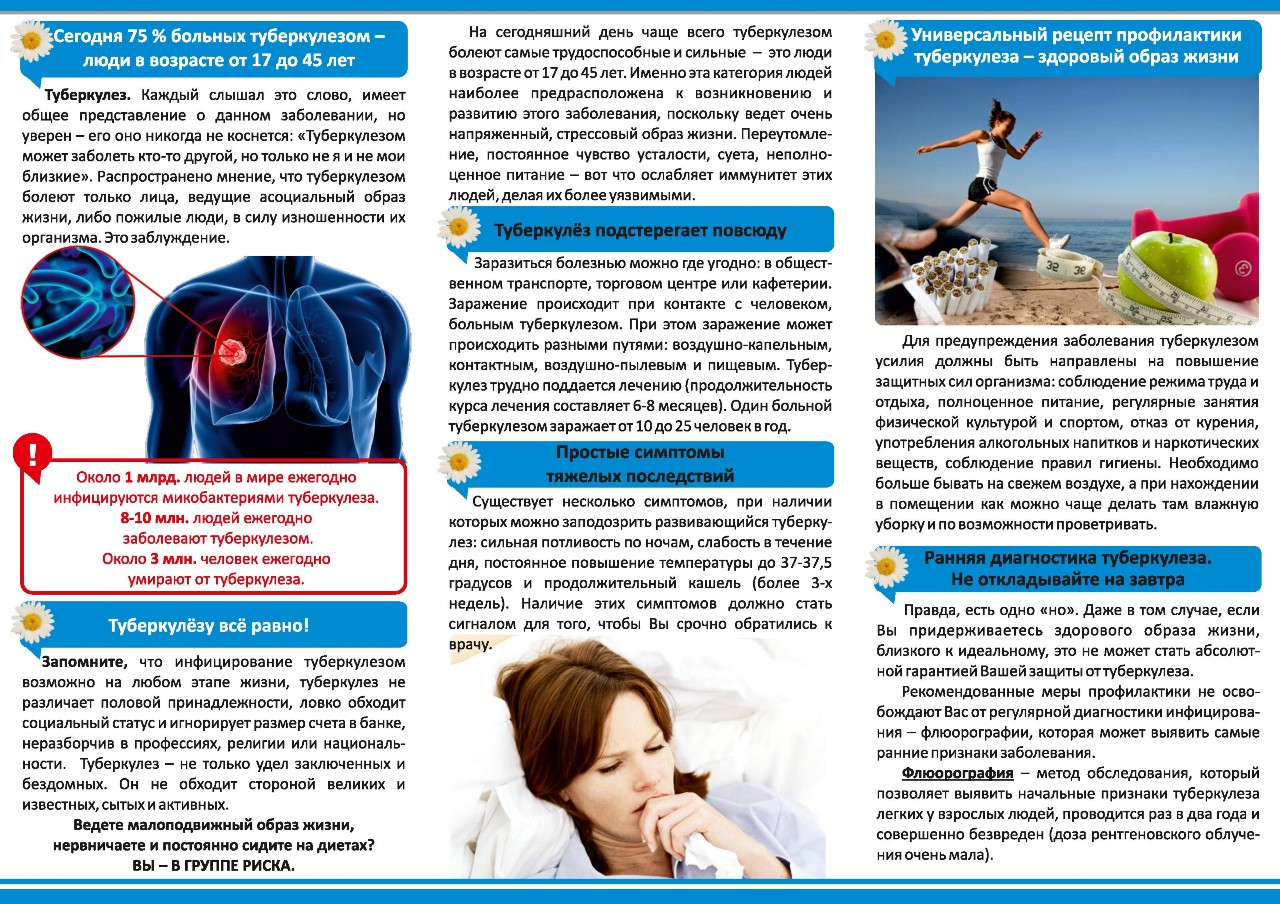 Сегодня 75 % больных туберкулезом –
люди в возрасте от 17 до 45 лет
Туберкулез. Каждый слышал это слово, имеет
общее представление о данном заболевании, но
уверен – его оно никогда не коснется: «Туберкулезом
может заболеть кто-то другой, но только не я и не мои
близкие». Распространено мнение, что туберкулезом
болеют только лица, ведущие асоциальный образ
жизни, либо пожилые люди, в силу изношенности их
организма. Это заблуждение.
!
Около 1 млрд. людей в мире ежегодно
инфицируются микобактериями туберкулеза.
8-10 млн. людей ежегодно
заболевают туберкулезом.
Около 3 млн. человек ежегодно
умирают от туберкулеза.
Туберкулёзу всё равно!
Запомните, что инфицирование туберкулезом
возможно на любом этапе жизни, туберкулез не
различает половой принадлежности, ловко обходит
социальный статус и игнорирует размер счета в банке,
неразборчив в профессиях, религии или националь-
ности. Туберкулез – не только удел заключенных и
бездомных. Он не обходит стороной великих и
известных, сытых и активных.
Ведете малоподвижный образ жизни,
нервничаете и постоянно сидите на диетах?
ВЫ – В ГРУППЕ РИСКА.
На сегодняшний день чаще всего туберкулезом
болеют самые трудоспособные и сильные – это люди
в возрасте от 17 до 45 лет. Именно эта категория людей
наиболее предрасположена к возникновению и
развитию этого заболевания, поскольку ведет очень
напряженный, стрессовый образ жизни. Переутомле-
ние, постоянное чувство усталости, суета, неполно-
ценное питание – вот что ослабляет иммунитет этих
людей, делая их более уязвимыми.
Туберкулёз подстерегает повсюду
Заразиться болезнью можно где угодно: в общест-
венном транспорте, торговом центре или кафетерии.
Заражение происходит при контакте с человеком,
больным туберкулезом. При этом заражение может
происходить разными путями: воздушно-капельным,
контактным, воздушно-пылевым и пищевым. Тубер-
кулез трудно поддается лечению (продолжительность
курса лечения составляет 6-8 месяцев). Один больной
туберкулезом заражает от 10 до 25 человек в год.
Простые симптомы
тяжелых последствий
Существует несколько симптомов, при наличии
которых можно заподозрить развивающийся туберку-
лез: сильная потливость по ночам, слабость в течение
дня, постоянное повышение температуры до 37-37,5
градусов и продолжительный кашель (более 3-х
недель). Наличие этих симптомов должно стать
сигналом для того, чтобы Вы срочно обратились к
врачу.
Универсальный рецепт профилактики
туберкулеза – здоровый образ жизни
32 31 30
Для предупреждения заболевания туберкулезом
усилия должны быть направлены на повышение
защитных сил организма: соблюдение режима труда и
отдыха, полноценное питание, регулярные занятия
физической культурой и спортом, отказ от курения,
употребления алкогольных напитков и наркотических
веществ, соблюдение правил гигиены. Необходимо
больше бывать на свежем воздухе, а при нахождении
в помещении как можно чаще делать там влажную
уборку и по возможности проветривать.
Ранняя диагностика туберкулеза.
Не откладывайте на завтра
Правда, есть одно «но». Даже в том случае, если
Вы придерживаетесь здорового образа жизни,
близкого к идеальному, это не может стать абсолют-
ной гарантией Вашей защиты от туберкулеза.
Рекомендованные меры профилактики не осво-
бождают Вас от регулярной диагностики инфицирова-
ния – флюорографии, которая может выявить самые
ранние признаки заболевания.
Флюорография – метод обследования, который
позволяет выявить начальные признаки туберкулеза
легких у взрослых людей, проводится раз в два года и
совершенно безвреден (доза рентгеновского облуче-
ния очень мала).